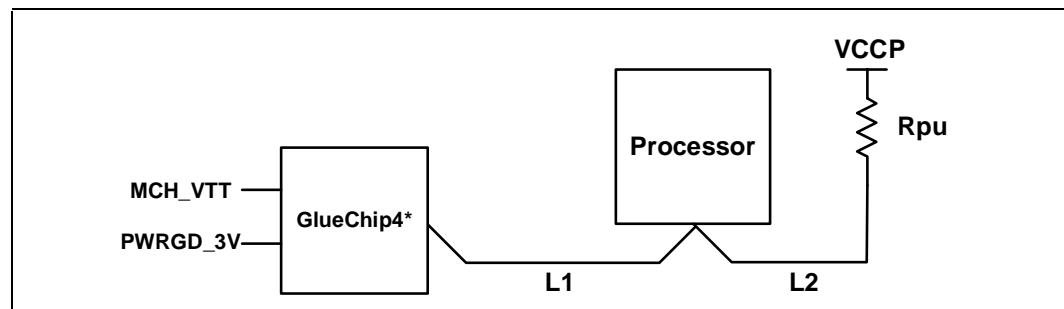 VCCP
Rpu
Processor
MCH_VTT
GlueChip4*
PWRGD_3V
L1
L2